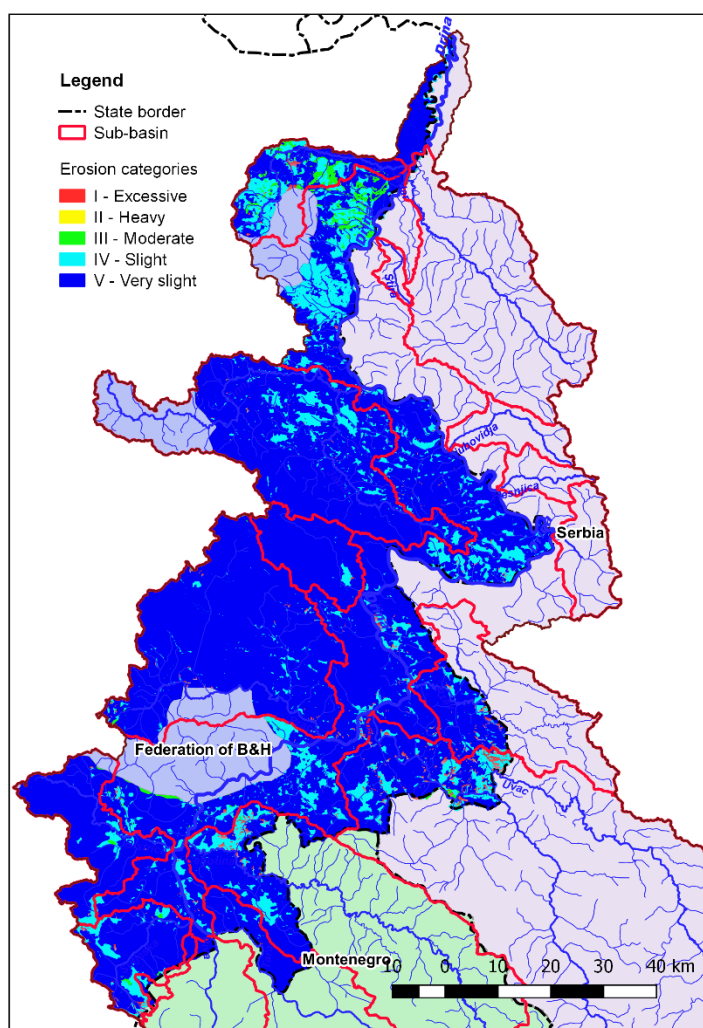 Drina
Legend
State border
Sub-basin
Erosion categories
I - Excessive
II - Heavy
III - Moderate
IV - Slight
V - Very slight
Serbia
Federation of B&H
Uvac
Montenegro
10 0 10 20 30 40 km